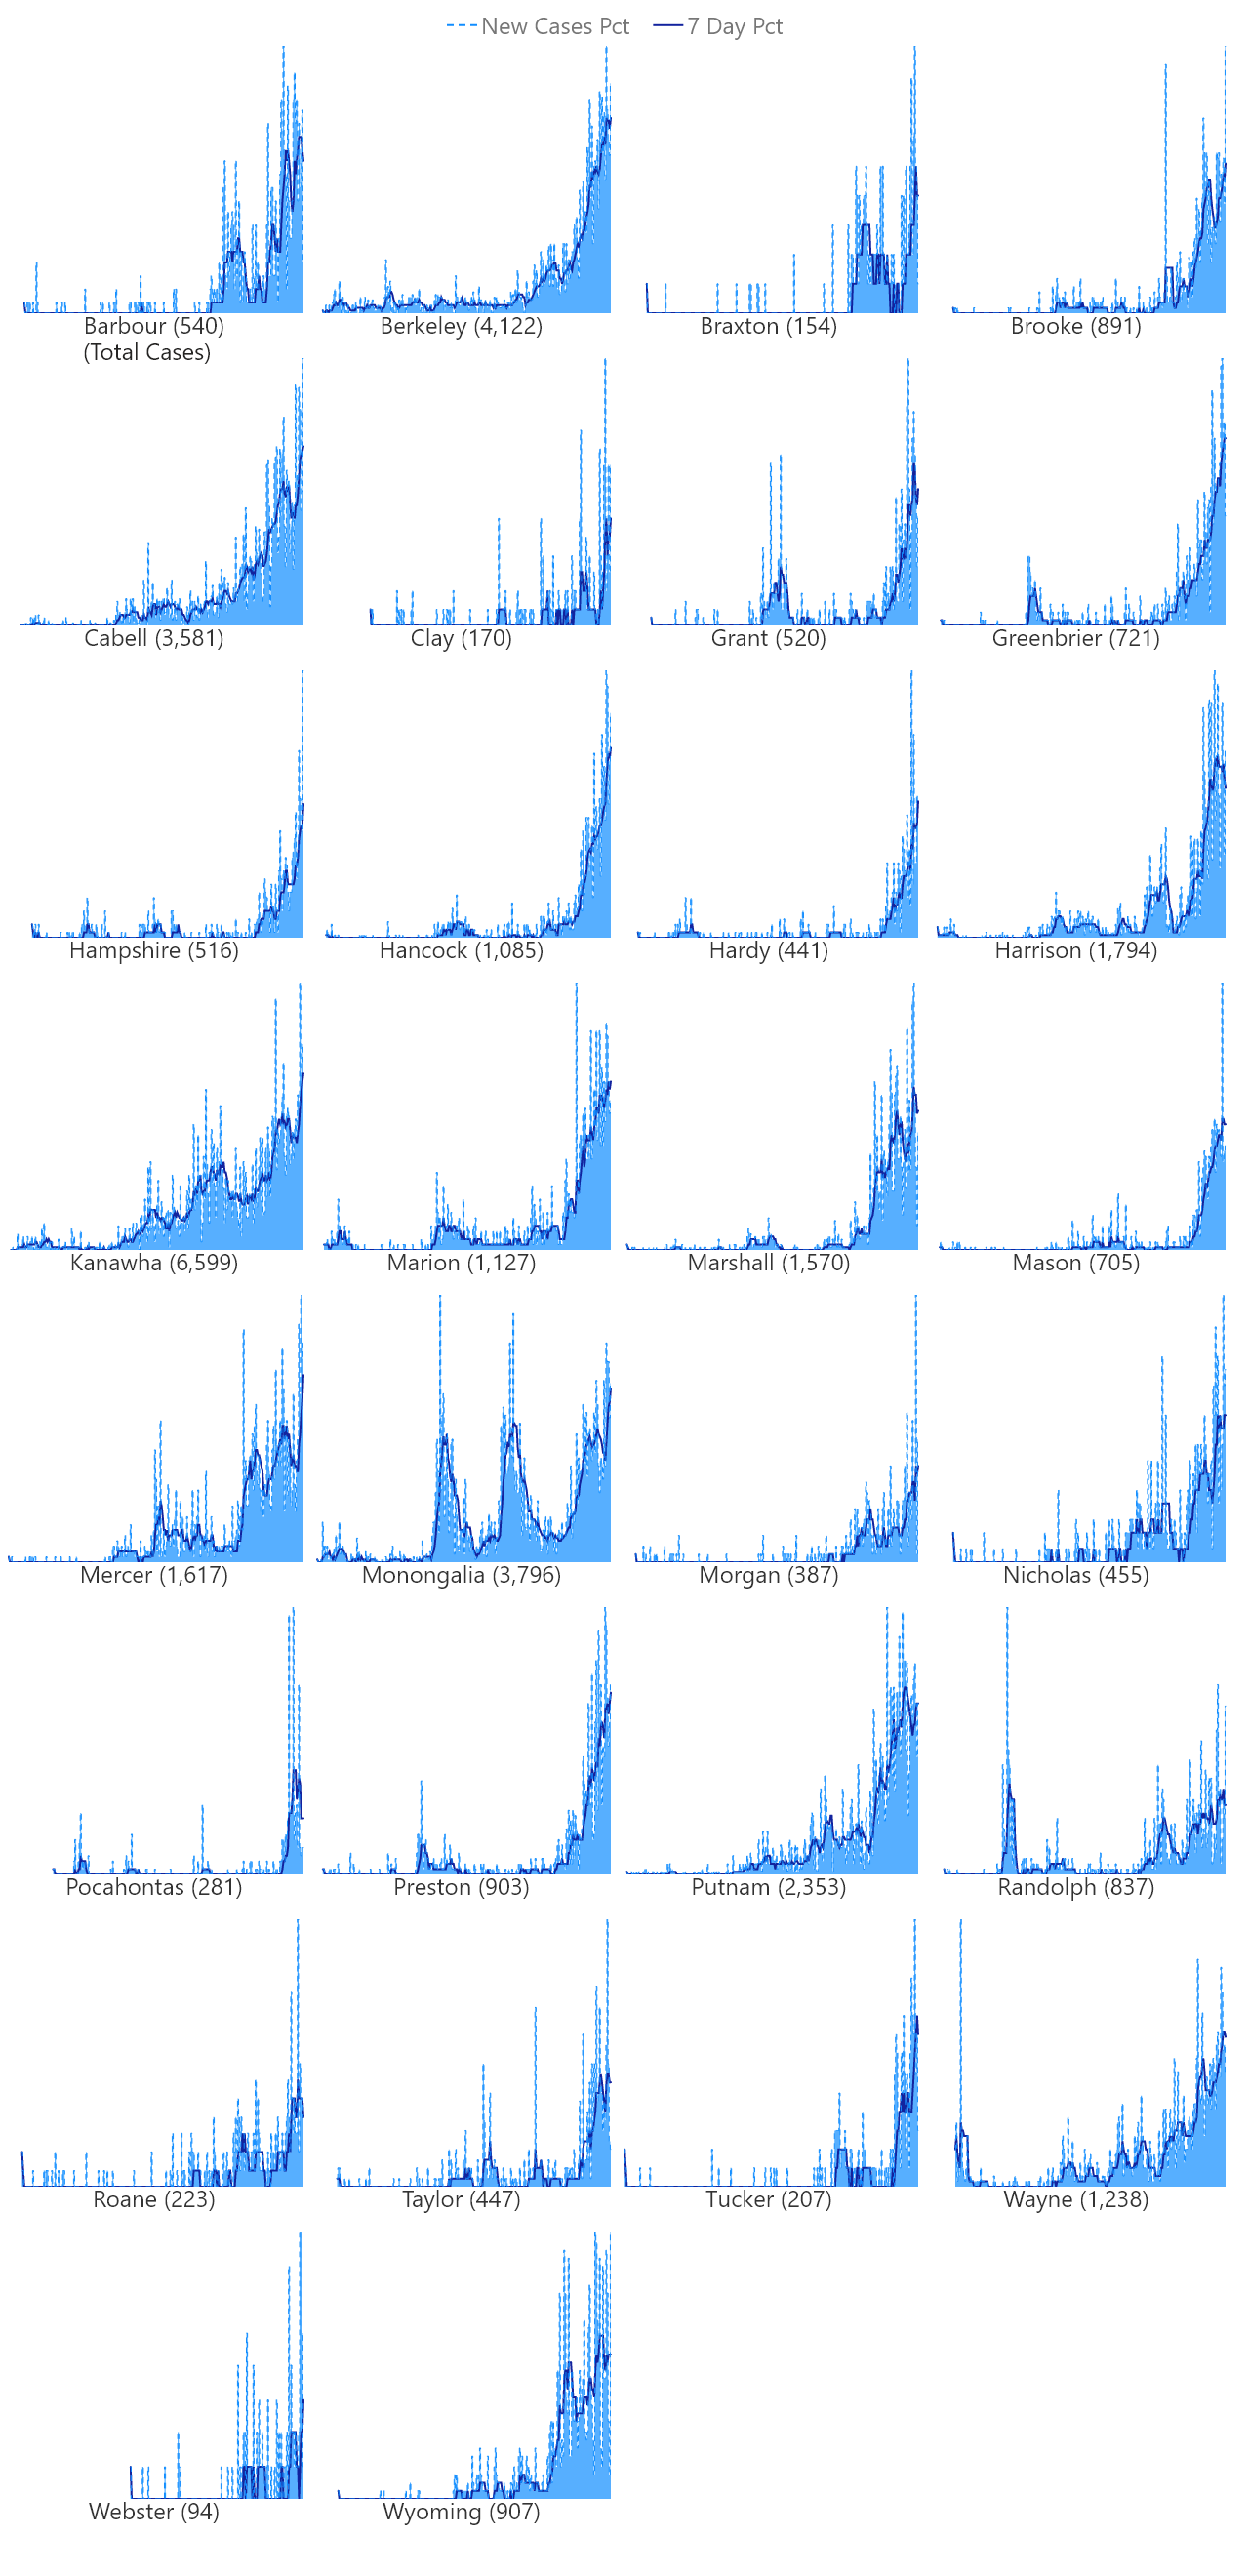 New Cases Pct 7 Day Pct
Barbour (540) Berkeley (4,122) Braxton (154) Brooke (891)
(Total Cases)
Cabell (3,581) Clay (170) Grant (520) Greenbrier (721)
Hampshire (516) Hancock (1,085) Hardy (441) Harrison (1,794)
Kanawha (6,599) Marion (1,127) Marshall (1,570) Mason (705)
Mercer (1,617) Monongalia (3,796) Morgan (387) Nicholas (455)
Pocahontas (281) Preston (903) Putnam (2,353) Randolph (837)
Roane (223) Taylor (447) Tucker (207) Wayne (1,238)
Webster (94) Wyoming (907)